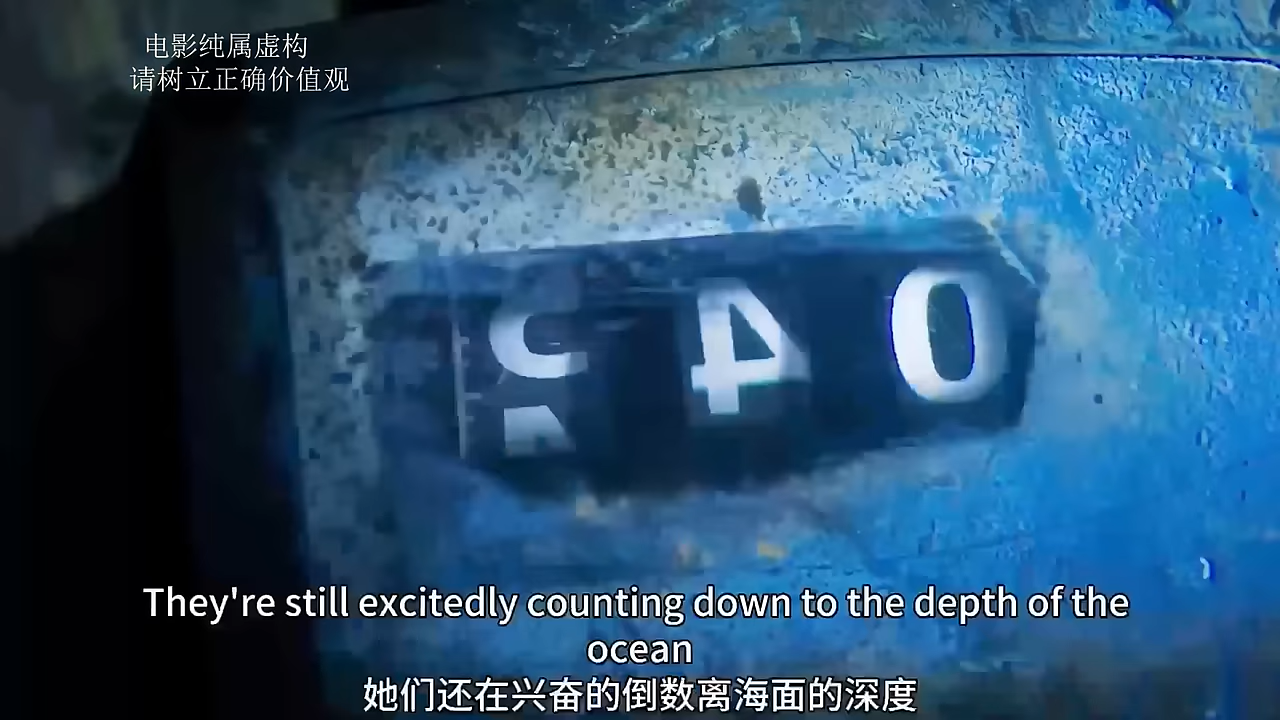 电影纯属虚构
请树立正确价值观
4 0
They're still excitedly counting down to the depth of the
ocean
她们还在兴奋的倒数离海面的深度